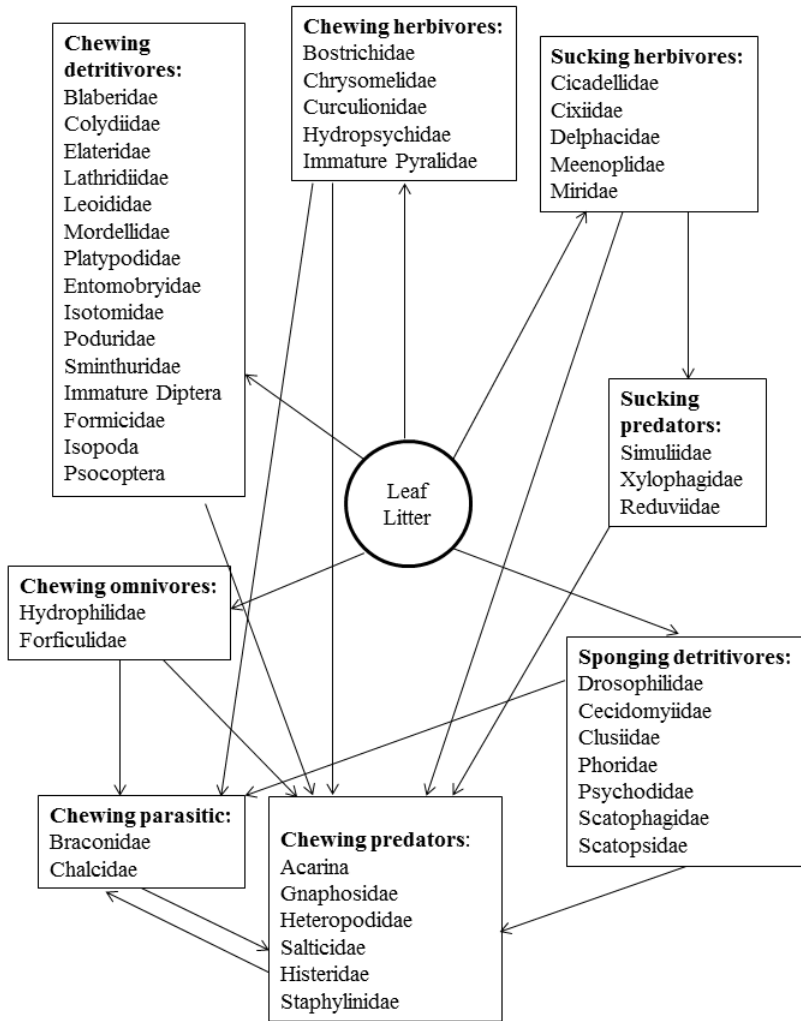 Chewing
detritivores:
Blaberidae
Colydiidae
Elateridae
Lathridiidae
Leoididae
Mordellidae
Platypodidae
Entomobryidae
Isotomidae
Poduridae
Sminthuridae
Immature Diptera
Formicidae
Isopoda
Psocoptera
Chewing herbivores:
Bostrichidae
Chrysomelidae
Curculionidae
Hydropsychidae
Immature Pyralidae
Sucking herbivores:
Cicadellidae
Cixiidae
Delphacidae
Meenoplidae
Miridae
Sucking
predators:
Simuliidae
Xylophagidae
Reduviidae
Leaf
Litter
Chewing omnivores:
Hydrophilidae
Forficulidae
Sponging detritivores:
Drosophilidae
Cecidomyiidae
Clusiidae
Phoridae
Psychodidae
Scatophagidae
Scatopsidae
Chewing parasitic:
Braconidae
Chalcidae
Chewing predators:
Acarina
Gnaphosidae
Heteropodidae
Salticidae
Histeridae
Staphylinidae